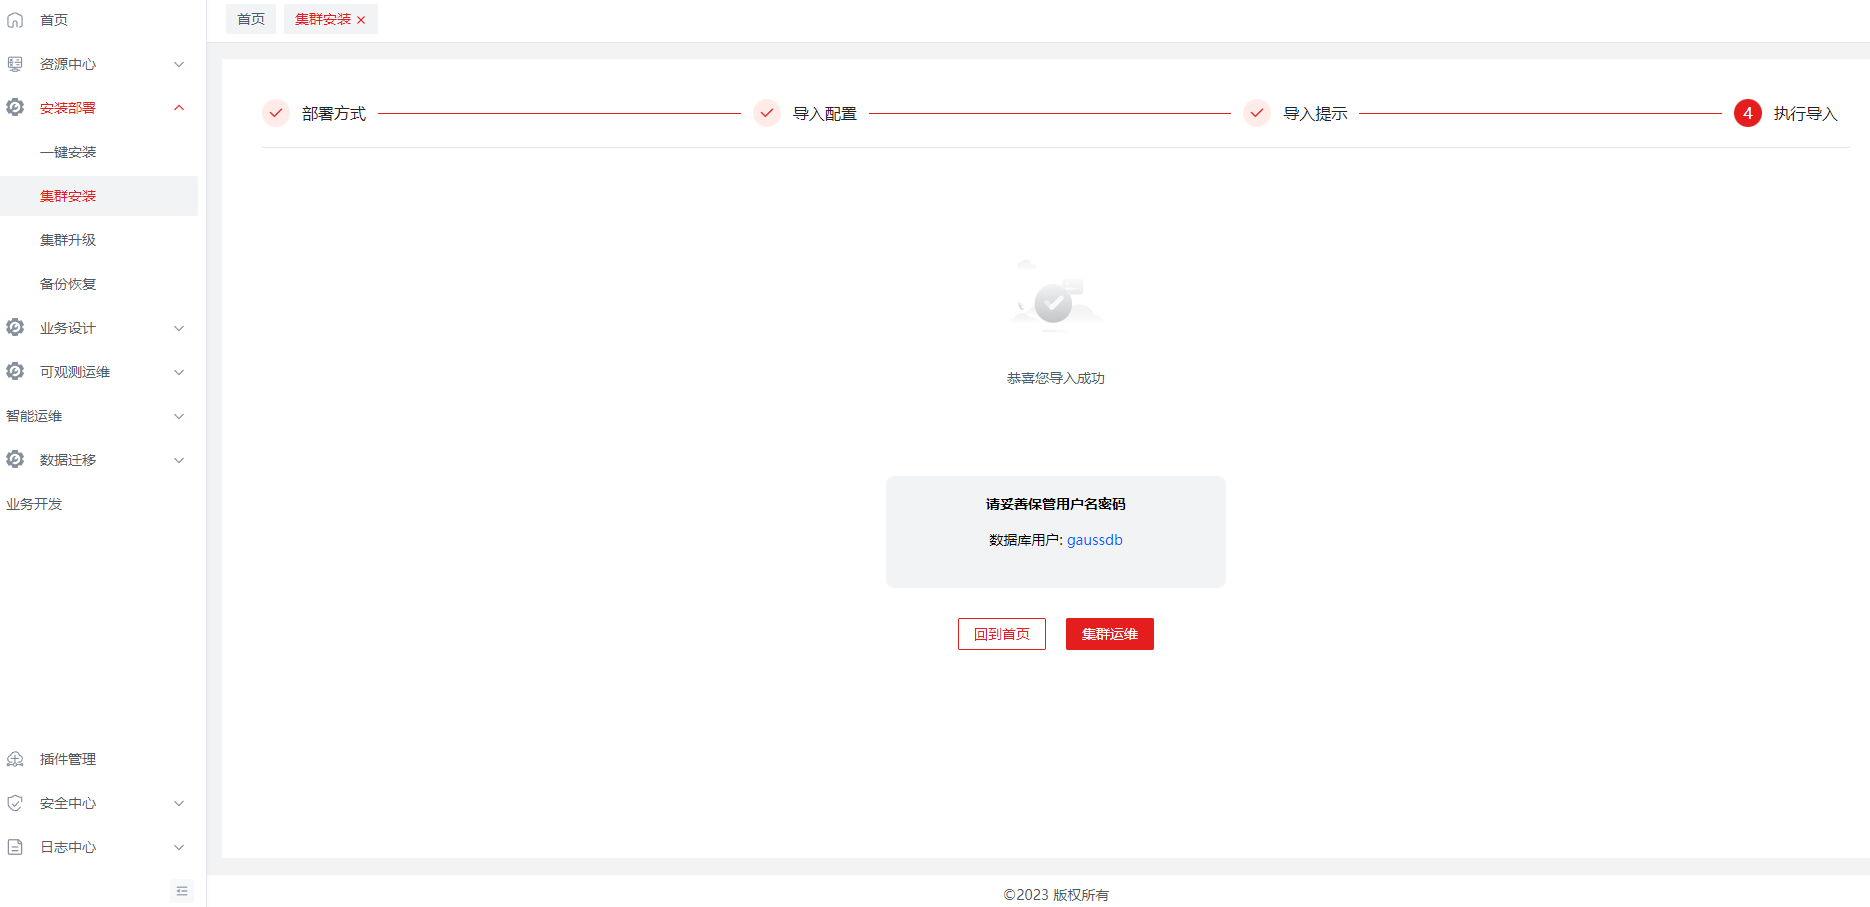 首页
资源中心
安装部署
一键安装
集群安装
集群升级
备份恢复
业务设计
可观测运维
智能运维
数据迁移
业务开发
插件管理
安全中心
日志中心
首页 集群安装
部署方式 导入配置 导入提示 4 执行导入
恭喜您导入成功
请妥善保管用户名密码
数据库用户: gaussdb
回到首页 集群运维
©2023 版权所有